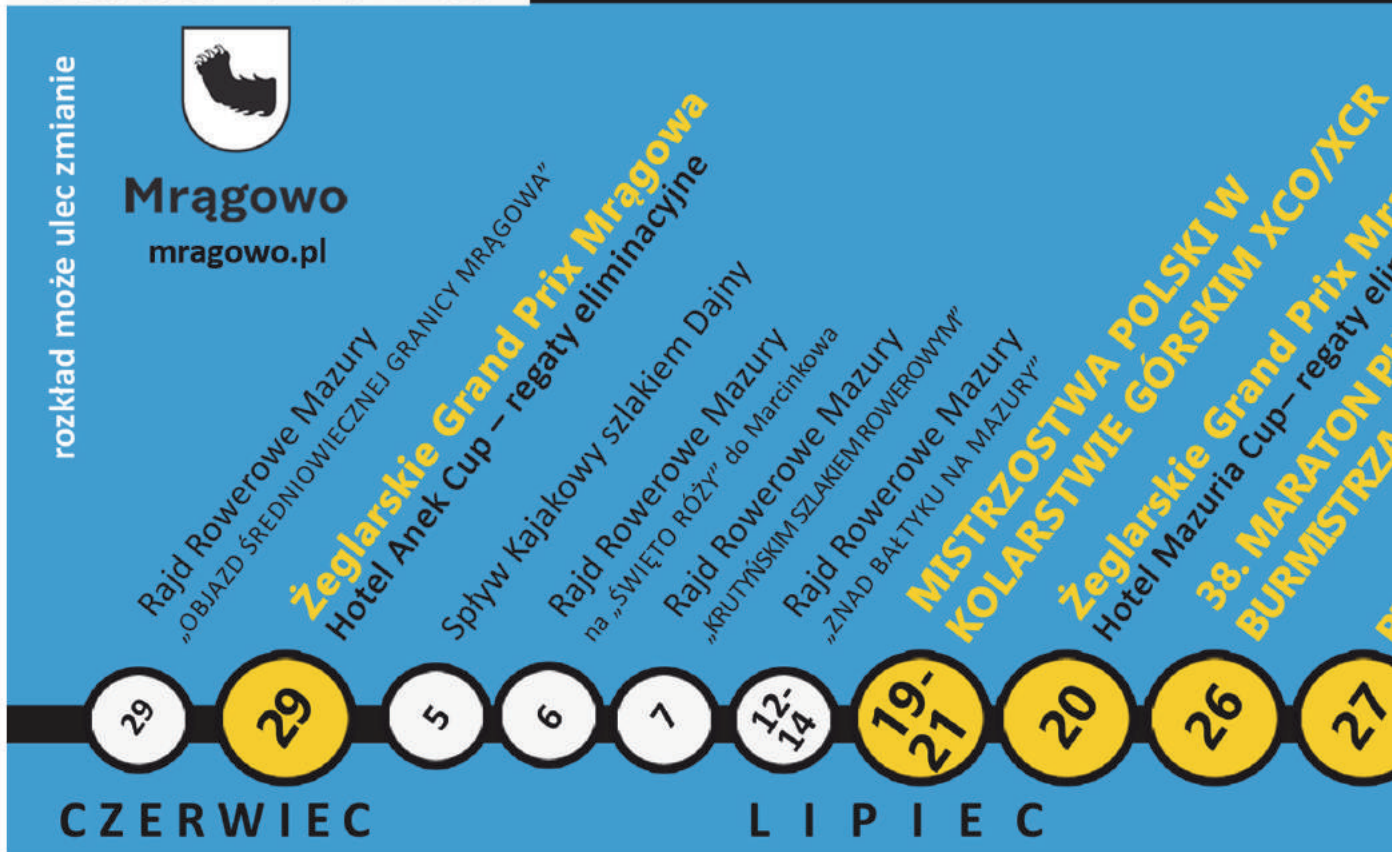 rozkład może ulec zmianie
Mrągowo
mragowo.pl
Rajd Rowerowe Mazury
„OBJAZD ŚREDNIOWIECZNEJ GRANICY MRĄGOWA”
Żeglarskie Grand Prix Mrągowa
Hotel Anek Cup – regaty eliminacyjne
Spływ Kajakowy szlakiem Dajny
Rajd Rowerowe Mazury
na „ŚWIĘTO RÓŻY” do Marcinkowa
Rajd Rowerowe Mazury
„KRUTYŃSKIM SZLAKIEM ROWEROWYM”
Rajd Rowerowe Mazury
„ZNAD BAŁTYKU NA MAZURY”
MISTRZOSTWA POLSKI W
KOLARSTWIE GÓRSKIM XCO/XCR
Żeglarskie Grand Prix
Hotel Mazuria Cup– regaty
38. MARATON
BURMISTRZA
29
29
5
6
7
12-
14
19-
21
20
26
27
CZERWIEC
LIPIEC